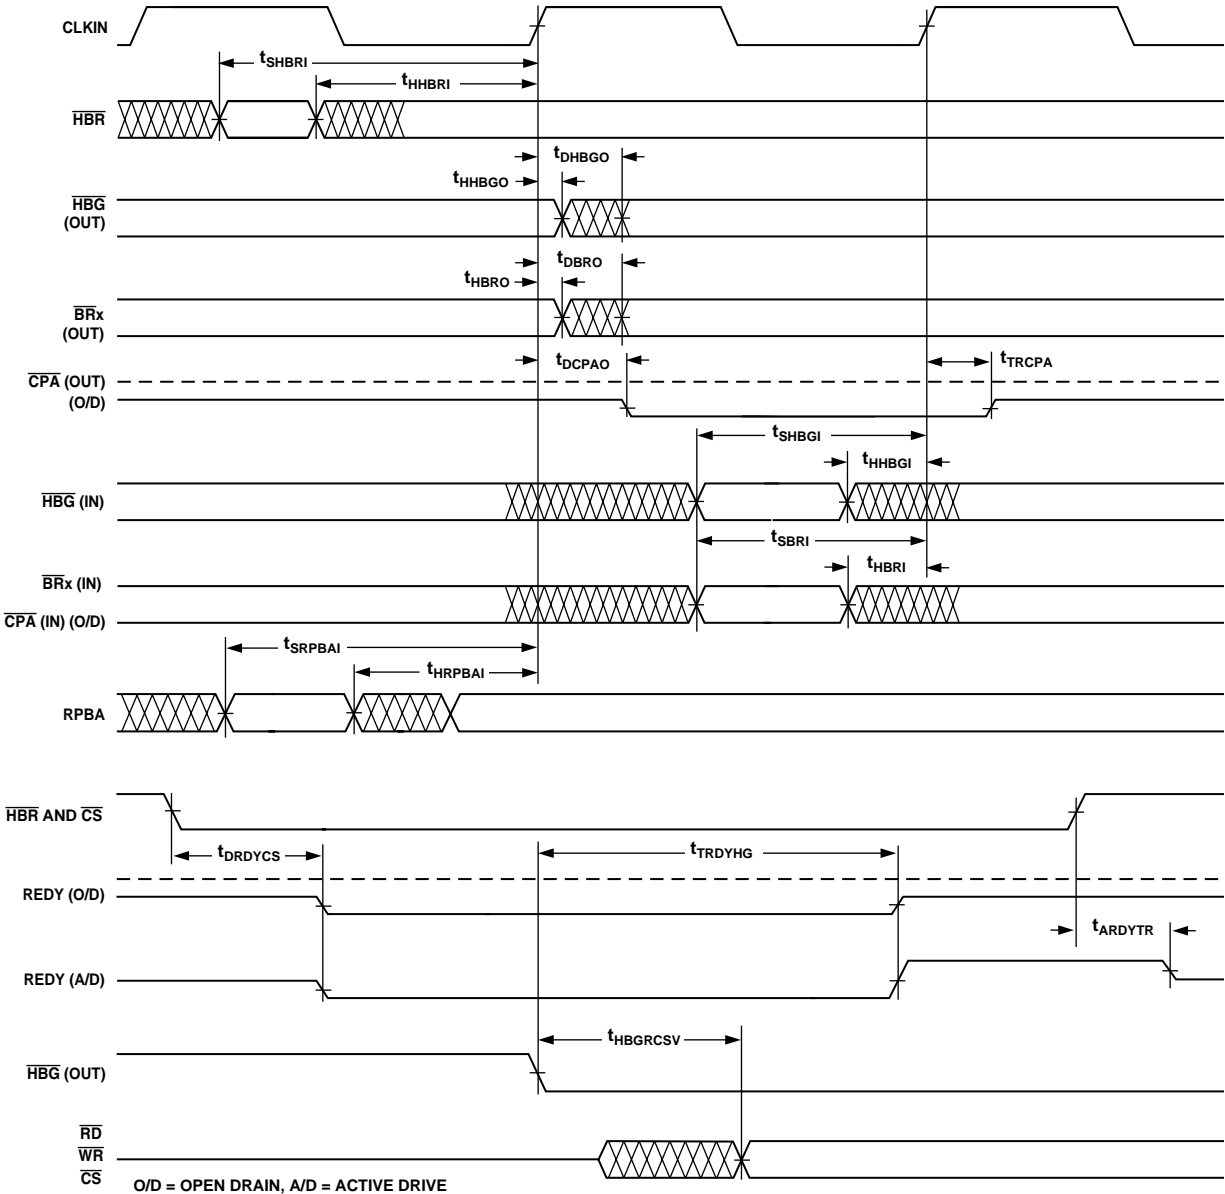 CLKIN
tSHBRI
tHHBRI
HBR
tDHBGO
tHHBGO
HBG
(OUT)
tDBRO
tHBRO
BRx
(OUT)
tDCPAO
tTRCPA
CPA (OUT)
(O/D)
tSHBGI
tHHBGI
HBG (IN)
tSBRI
tHBRI
BRx (IN)
CPA (IN) (O/D)
tSRPBAI
tHRPBAI
RPBA
HBR AND CS
tDRDYCS
tTRDYHG
REDY (O/D)
tARDYTR
REDY (A/D)
tHBGRCSV
HBG (OUT)
RD
WR
CS
O/D = OPEN DRAIN, A/D = ACTIVE DRIVE